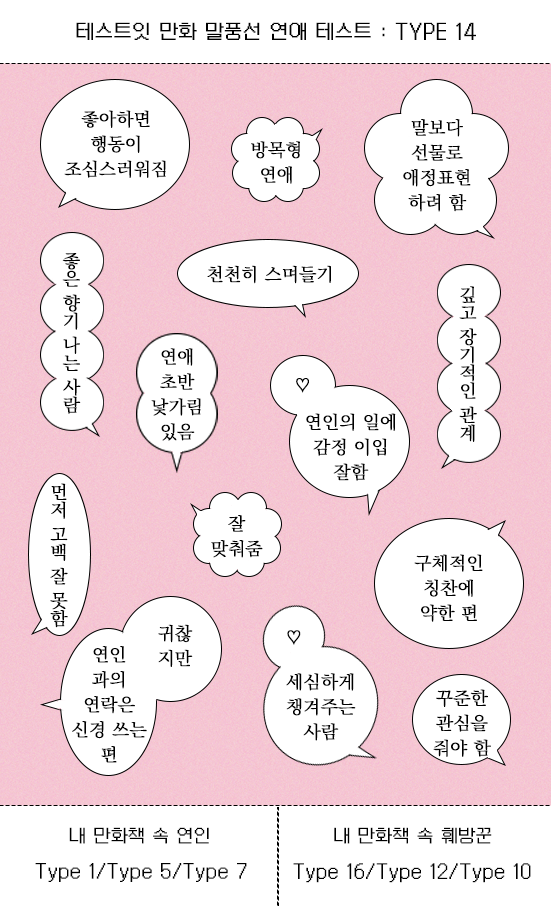 테스트잇 만화 말풍선 연애 테스트 : TYPE 14
좋아하면
행동이
조심스러워짐
방목형
연애
말보다
선물로
애정표현
하려 함
좋은 향기 나는 사람
천천히 스며들기
깊고 장기적인 관계
연애
초반
낯가림
있음
♡
연인의 일에
감정 이입
잘함
먼저 고백 잘 못함
잘
맞춰줌
구체적인
칭찬에
약한 편
귀찮
지만
연인
과의
연락은
신경 쓰는
편
♡
세심하게
챙겨주는
사람
꾸준한
관심을
줘야 함
내 만화책 속 연인
Type 1/Type 5/Type 7
내 만화책 속 훼방꾼
Type 16/Type 12/Type 10